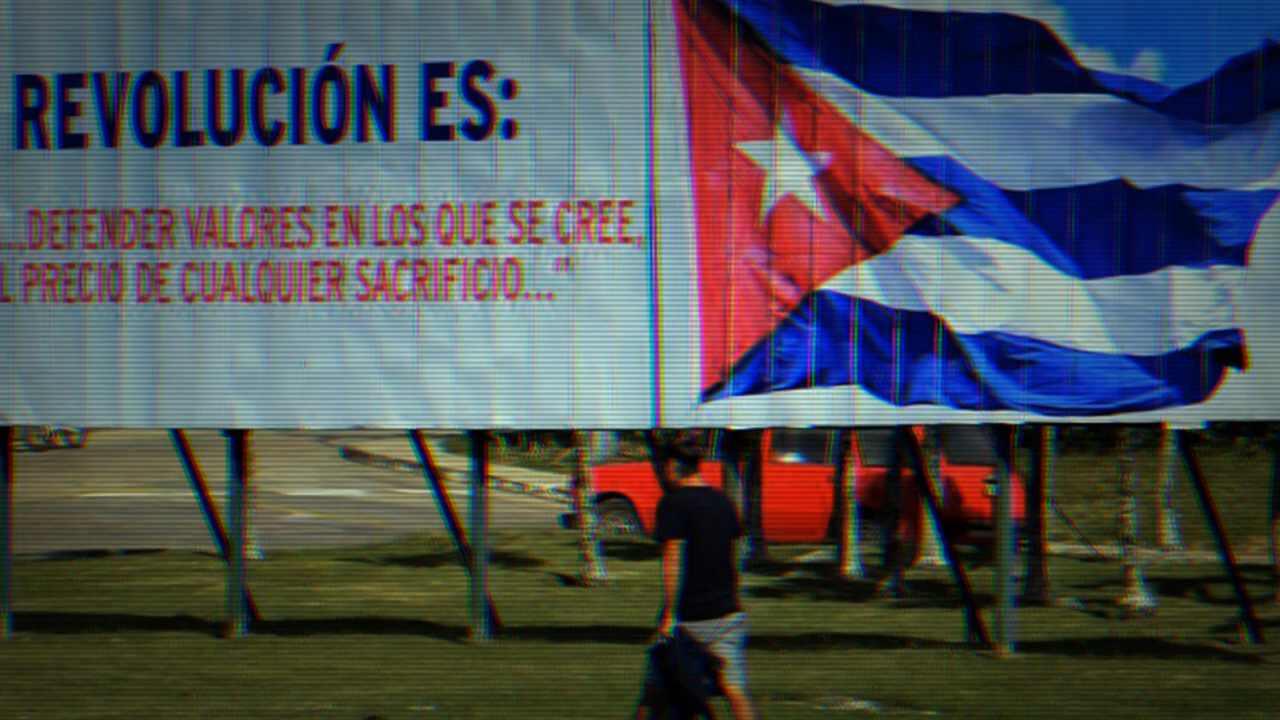 REVOLUCIÓN ES:
...DEFENDER VALORES EN LOS QUE SE CREE,
L PRECIO DE CUALQUIER SACRIFICIO..."